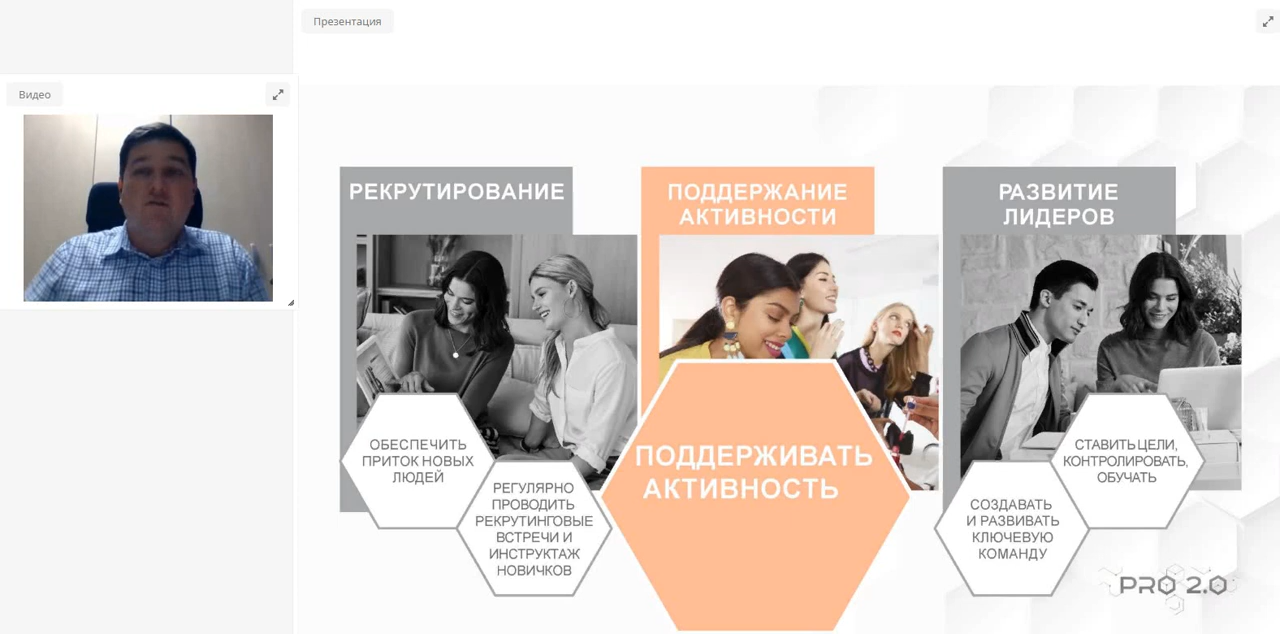 Презентация
Видео
РЕКРУТИРОВАНИЕ
ПОДДЕРЖАНИЕ
АКТИВНОСТИ
РАЗВИТИЕ
ЛИДЕРОВ
ОБЕСПЕЧИТЬ
ПРИТОК НОВЫХ
ЛЮДЕЙ
РЕГУЛЯРНО
ПРОВОДИТЬ
РЕКРУТИНГОВЫЕ
ВСТРЕЧИ И
ИНСТРУКТАЖ
НОВИЧКОВ
ПОДДЕРЖИВАТЬ
АКТИВНОСТЬ
СОЗДАВАТЬ
И РАЗВИВАТЬ
КЛЮЧЕВУЮ
КОМАНДУ
СТАВИТЬ ЦЕЛИ,
КОНТРОЛИРОВАТЬ,
ОБУЧАТЬ
PRO 2.0